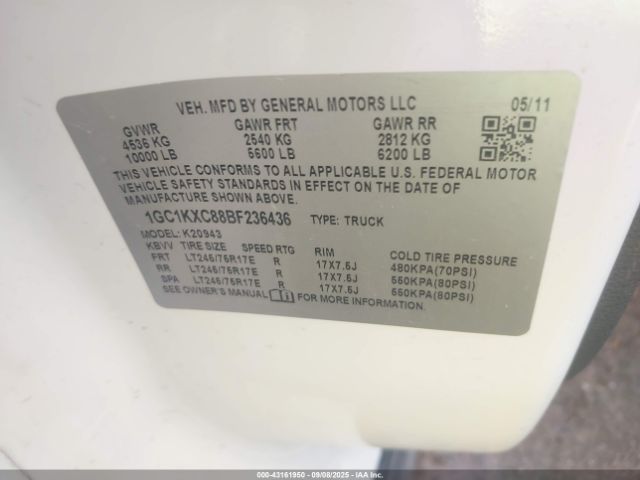 VEH. MFD BY GENERAL MOTORS LLC 05/11
GVWR GAWR FRT GAWR RR
4536 KG 2540 KG 2812 KG
10000 LB 5600 LB 6200 LB
THIS VEHICLE CONFORMS TO ALL APPLICABLE U.S. FEDERAL MOTOR
VEHICLE SAFETY STANDARDS IN EFFECT ON THE DATE OF
MANUFACTURE SHOWN ABOVE.
1GC1KXC88BF236436 TYPE: TRUCK
MODEL: K20943
KBVV TIRE SIZE SPEED RTG RIM COLD TIRE PRESSURE
FRT LT245/75R17E R 17X7.5J 480KPA(70PSI)
RR LT245/75R17E R 17X7.5J 550KPA(80PSI)
SPA LT245/75R17E R 17X7.5J 550KPA(80PSI)
SEE OWNER'S MANUAL FOR MORE INFORMATION.
000-43161950 - 09/08/2025 - IAA Inc.